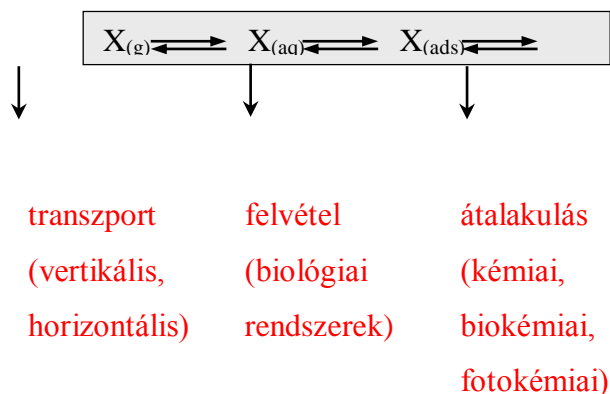 X(g) X(aq) X(ads)
transzport
(vertikális,
horizontális)
felvétel
(biológiai
rendszerek)
átalakulás
(kémiai,
biokémiai,
fotokémiai)